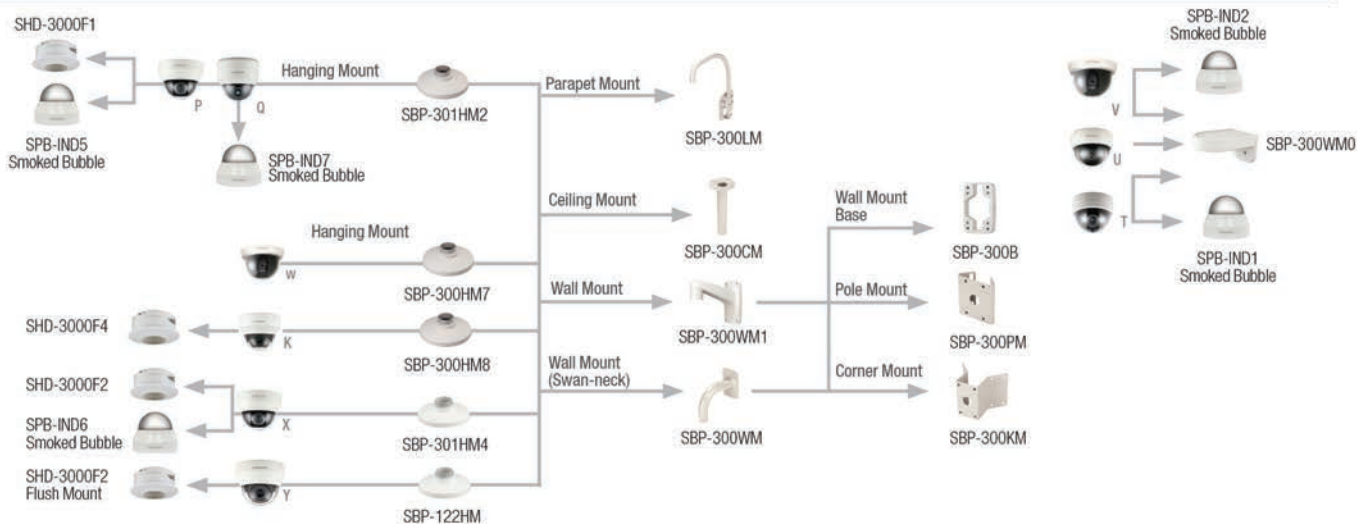 SHD-3000F1
P
Q
Hanging Mount
SBP-301HM2
SPB-IND5
Smoked Bubble
SPB-IND7
Smoked Bubble
Hanging Mount
W
SBP-300HM7
SHD-3000F4
K
SBP-300HM8
SHD-3000F2
SPB-IND6
Smoked Bubble
X
SBP-301HM4
SHD-3000F2
Flush Mount
Y
SBP-122HM
Parapet Mount
SBP-300LM
Ceiling Mount
SBP-300CM
Wall Mount
SBP-300WM1
Wall Mount
(Swan-neck)
SBP-300WM
Wall Mount
Base
SBP-300B
Pole Mount
SBP-300PM
Corner Mount
SBP-300KM
SPB-IND2
Smoked Bubble
V
U
SBP-300WM0
T
SPB-IND1
Smoked Bubble